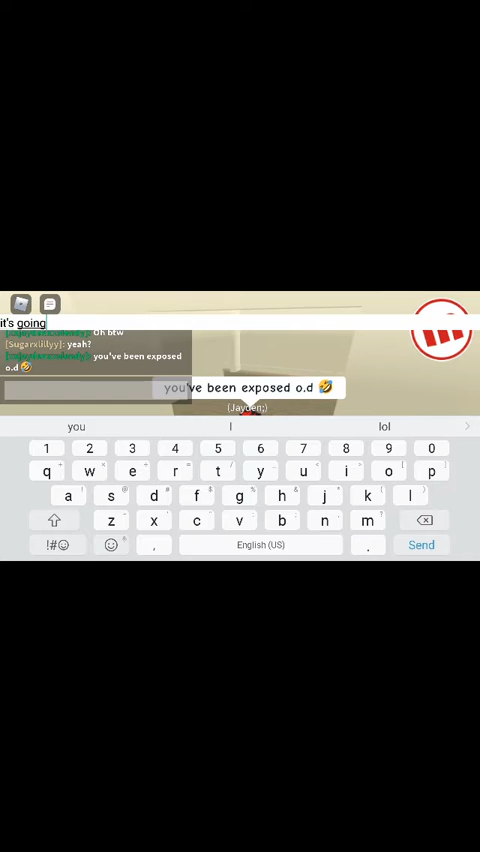 it's going
Oh btw
[Sugarxlillyy]: yeah?
you've been exposed
o.d 🤣
you've been exposed o.d 🤣
(Jayden;)
you I lol
1 2 3 4 5 6 7 8 9 0
q w e r t y u i o p
a s d f g h j k l
z x c v b n m
!#☺ , English (US) . Send